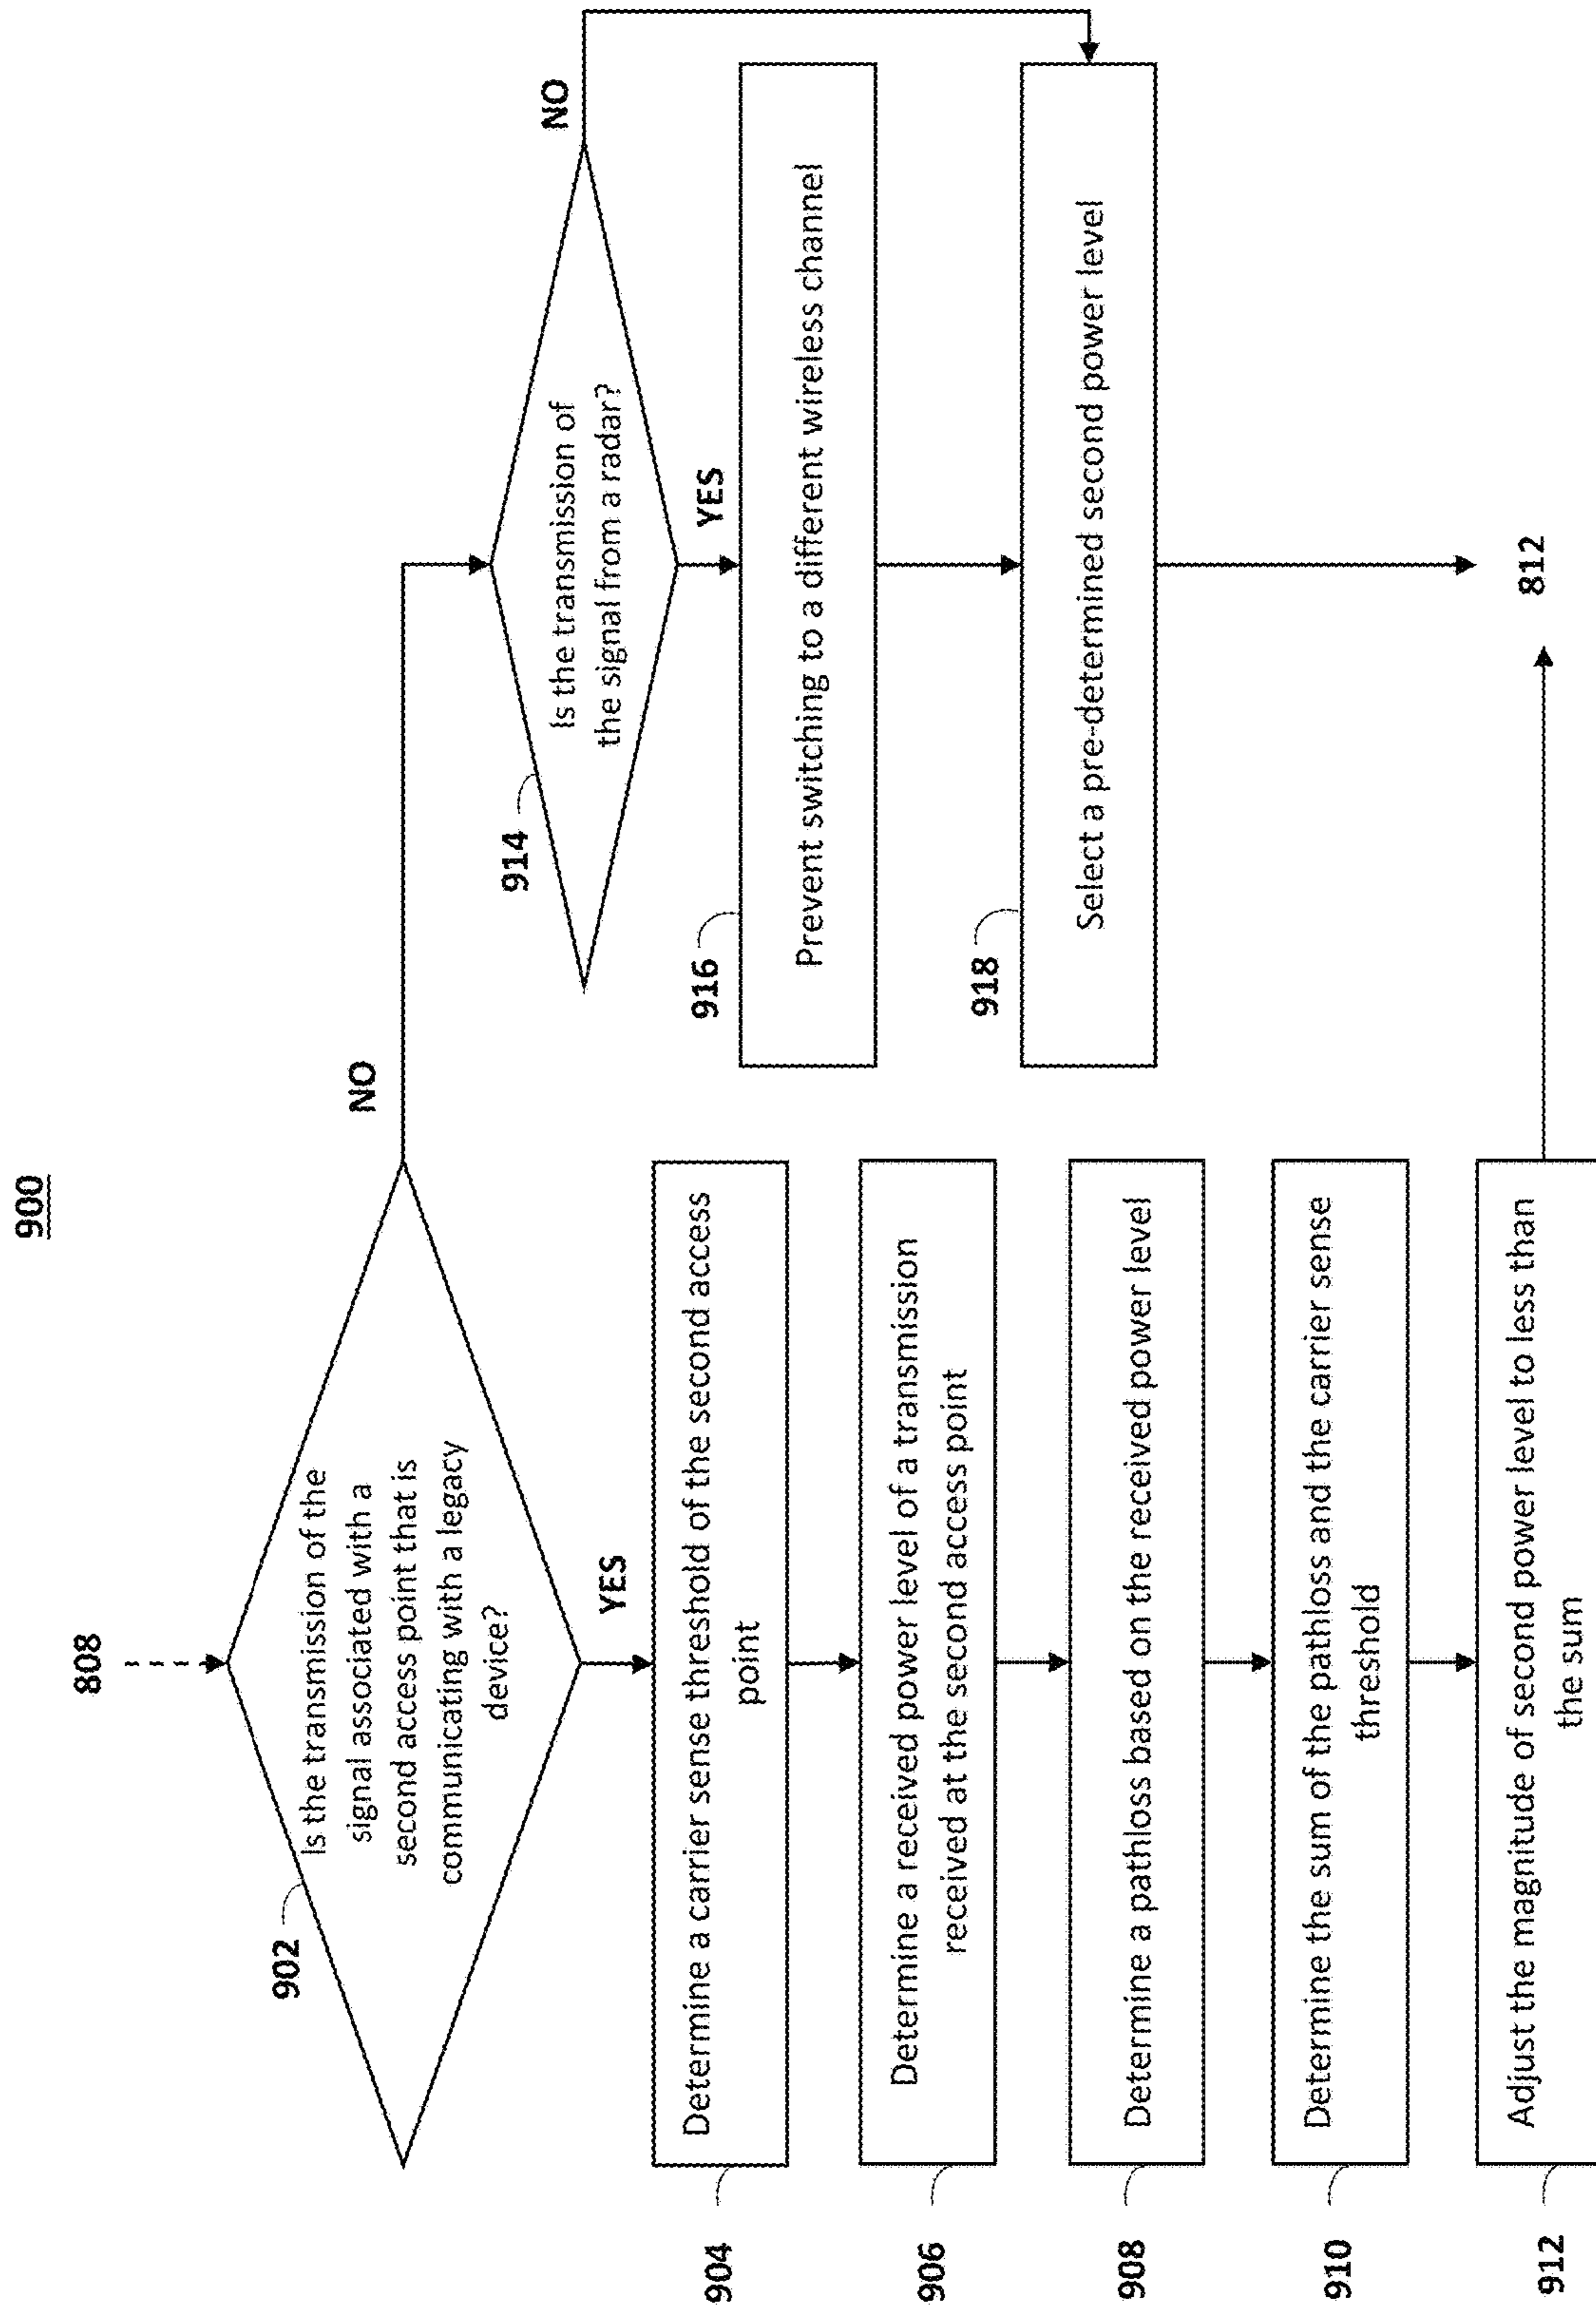 900
808
902
Is the transmission of the
signal associated with a
second access point that is
communicating with a legacy
device?
NO
YES
904
Determine a carrier sense threshold of the second access
point
906
Determine a received power level of a transmission
received at the second access point
908
Determine a pathloss based on the received power level
910
Determine the sum of the pathloss and the carrier sense
threshold
912
Adjust the magnitude of second power level to less than
the sum
914
Is the transmission of
the signal from a radar?
NO
YES
916
Prevent switching to a different wireless channel
918
Select a pre-determined second power level
812